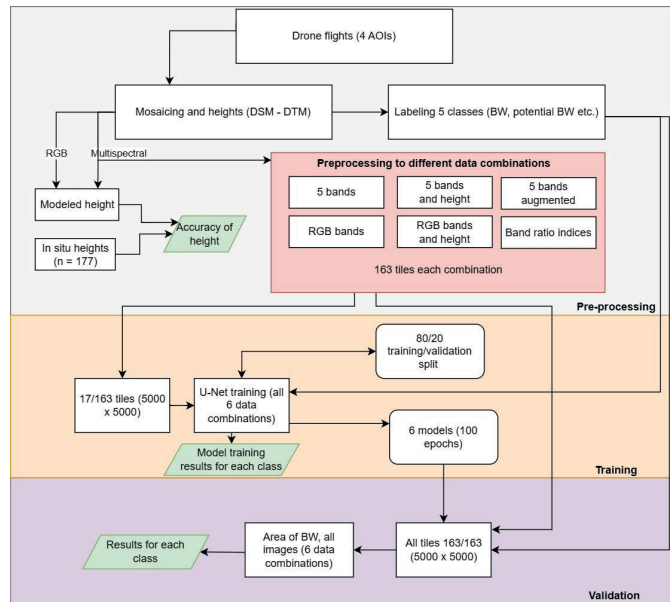 Drone flights (4 AOIs)
Mosaicing and heights (DSM - DTM)
Labeling 5 classes (BW, potential BW etc.)
RGB
Multispectral
Preprocessing to different data combinations
5 bands
5 bands
and height
5 bands
augmented
RGB bands
RGB bands
and height
Band ratio indices
163 tiles each combination
Modeled height
Accuracy of
height
In situ heights
(n = 177)
Pre-processing
80/20
training/validation
split
17/163 tiles (5000
x 5000)
U-Net training (all
6 data
combinations)
6 models (100
epochs)
Model training
results for each class
Training
Results for each
class
Area of BW, all
images (6 data
combinations)
All tiles 163/163
(5000 x 5000)
Validation